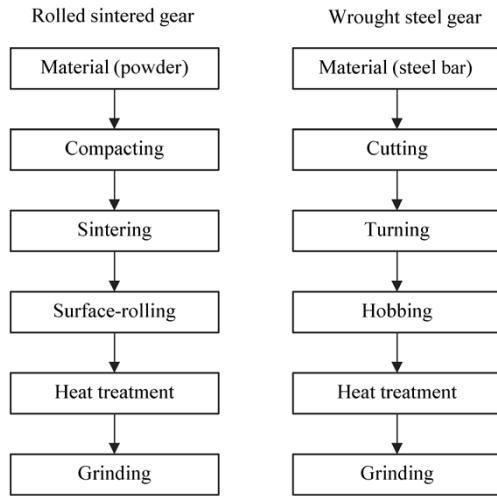 Rolled sintered gear
Material (powder)
Compacting
Sintering
Surface-rolling
Heat treatment
Grinding
Wrought steel gear
Material (steel bar)
Cutting
Turning
Hobbing
Heat treatment
Grinding